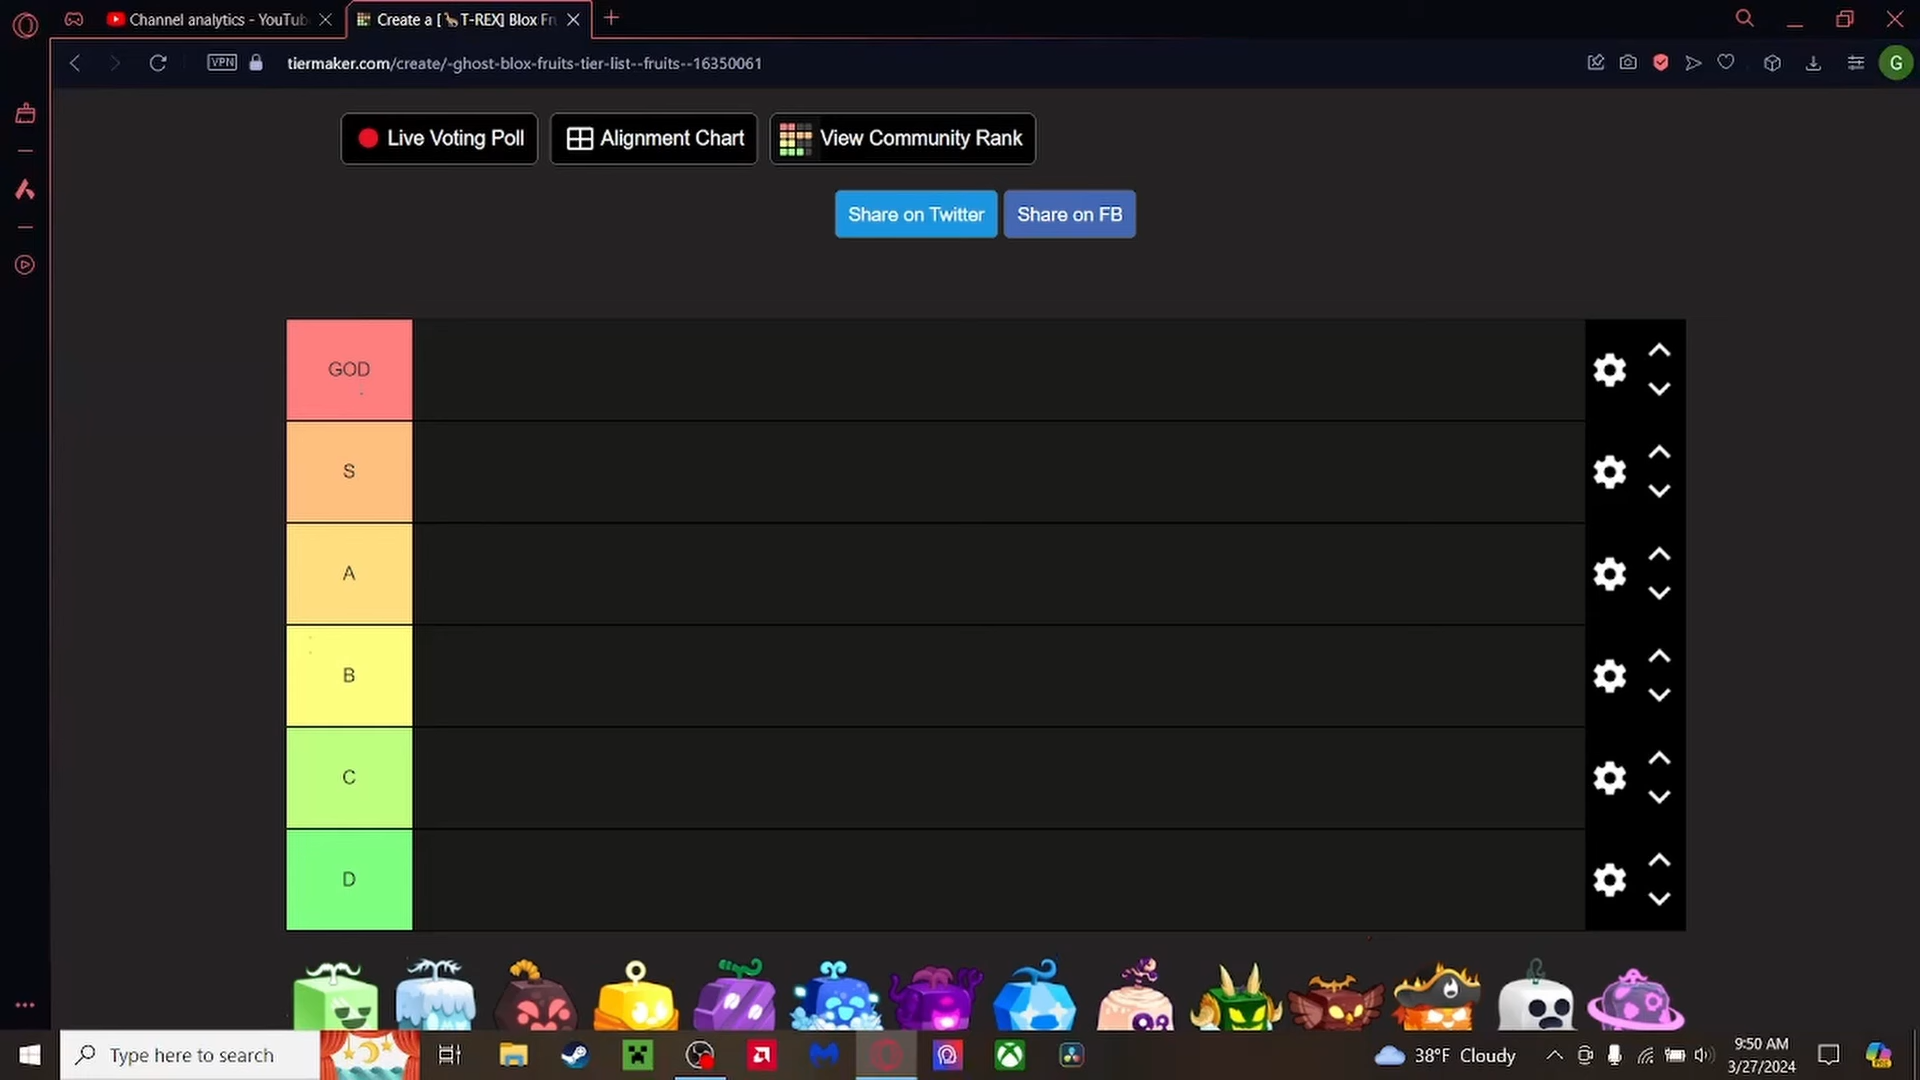 Channel analytics - YouTub
Create a [ T-REX] Blox Fr
VPN
tiermaker.com/create/-ghost-blox-fruits-tier-list--fruits--16350061
G
Live Voting Poll
Alignment Chart
View Community Rank
Share on Twitter
Share on FB
GOD
S
A
B
C
D
Type here to search
38°F Cloudy
9:50 AM
3/27/2024